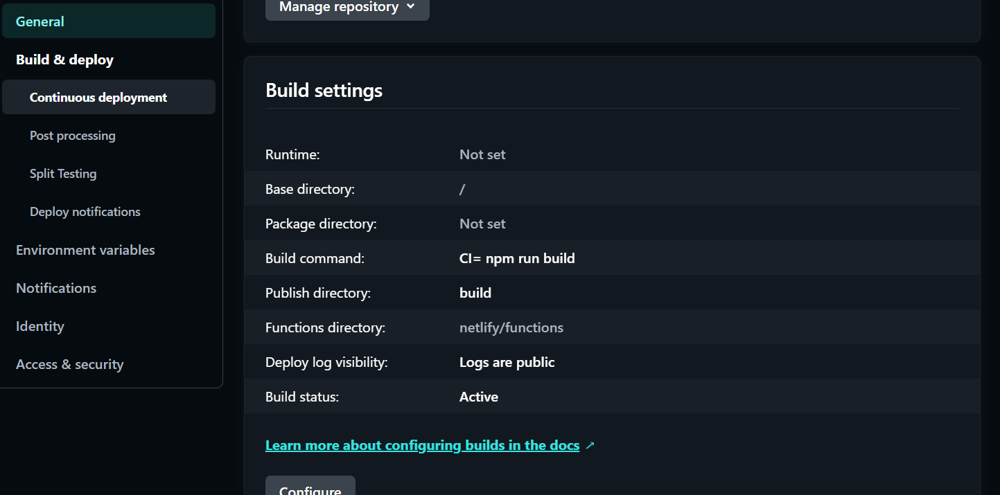 General
Build & deploy
Continuous deployment
Post processing
Split Testing
Deploy notifications
Environment variables
Notifications
Identity
Access & security
Manage repository
Build settings
Runtime: Not set
Base directory: /
Package directory: Not set
Build command: CI= npm run build
Publish directory: build
Functions directory: netlify/functions
Deploy log visibility: Logs are public
Build status: Active
Learn more about configuring builds in the docs ↗
Configure